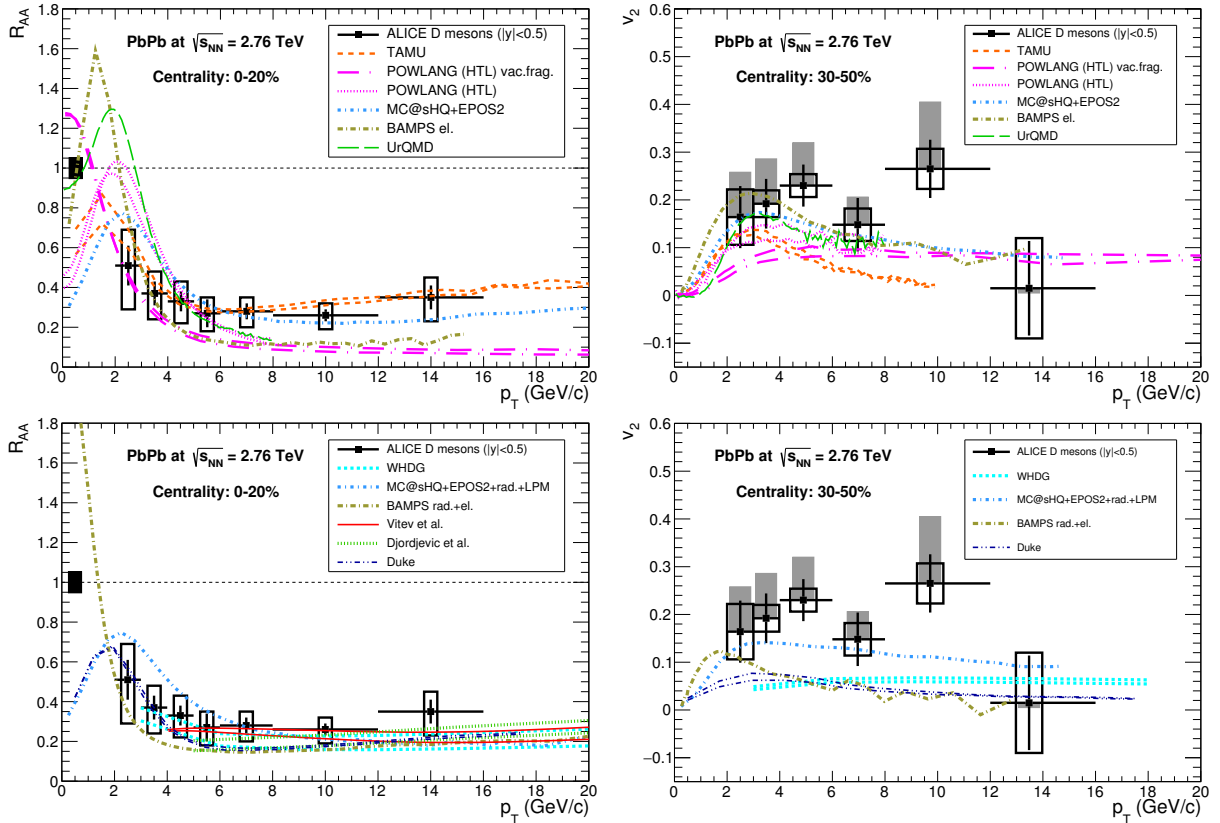 R_AA
1.8
1.6
1.4
1.2
1
0.8
0.6
0.4
0.2
0
PbPb at √s_NN = 2.76 TeV
Centrality: 0-20%
ALICE D mesons (|y|<0.5)
TAMU
POWLANG (HTL) vac.frag.
POWLANG (HTL)
MC@sHQ+EPOS2
BAMPS el.
UrQMD
0 2 4 6 8 10 12 14 16 18 20
p_T (GeV/c)
v_2
0.6
0.5
0.4
0.3
0.2
0.1
0
−0.1
PbPb at √s_NN = 2.76 TeV
Centrality: 30-50%
ALICE D mesons (|y|<0.5)
TAMU
POWLANG (HTL) vac.frag.
POWLANG (HTL)
MC@sHQ+EPOS2
BAMPS el.
UrQMD
0 2 4 6 8 10 12 14 16 18 20
p_T (GeV/c)
R_AA
1.8
1.6
1.4
1.2
1
0.8
0.6
0.4
0.2
0
PbPb at √s_NN = 2.76 TeV
Centrality: 0-20%
ALICE D mesons (|y|<0.5)
WHDG
MC@sHQ+EPOS2+rad.+LPM
BAMPS rad.+el.
Vitev et al.
Djordjevic et al.
Duke
0 2 4 6 8 10 12 14 16 18 20
p_T (GeV/c)
v_2
0.6
0.5
0.4
0.3
0.2
0.1
0
−0.1
PbPb at √s_NN = 2.76 TeV
Centrality: 30-50%
ALICE D mesons (|y|<0.5)
WHDG
MC@sHQ+EPOS2+rad.+LPM
BAMPS rad.+el.
Duke
0 2 4 6 8 10 12 14 16 18 20
p_T (GeV/c)